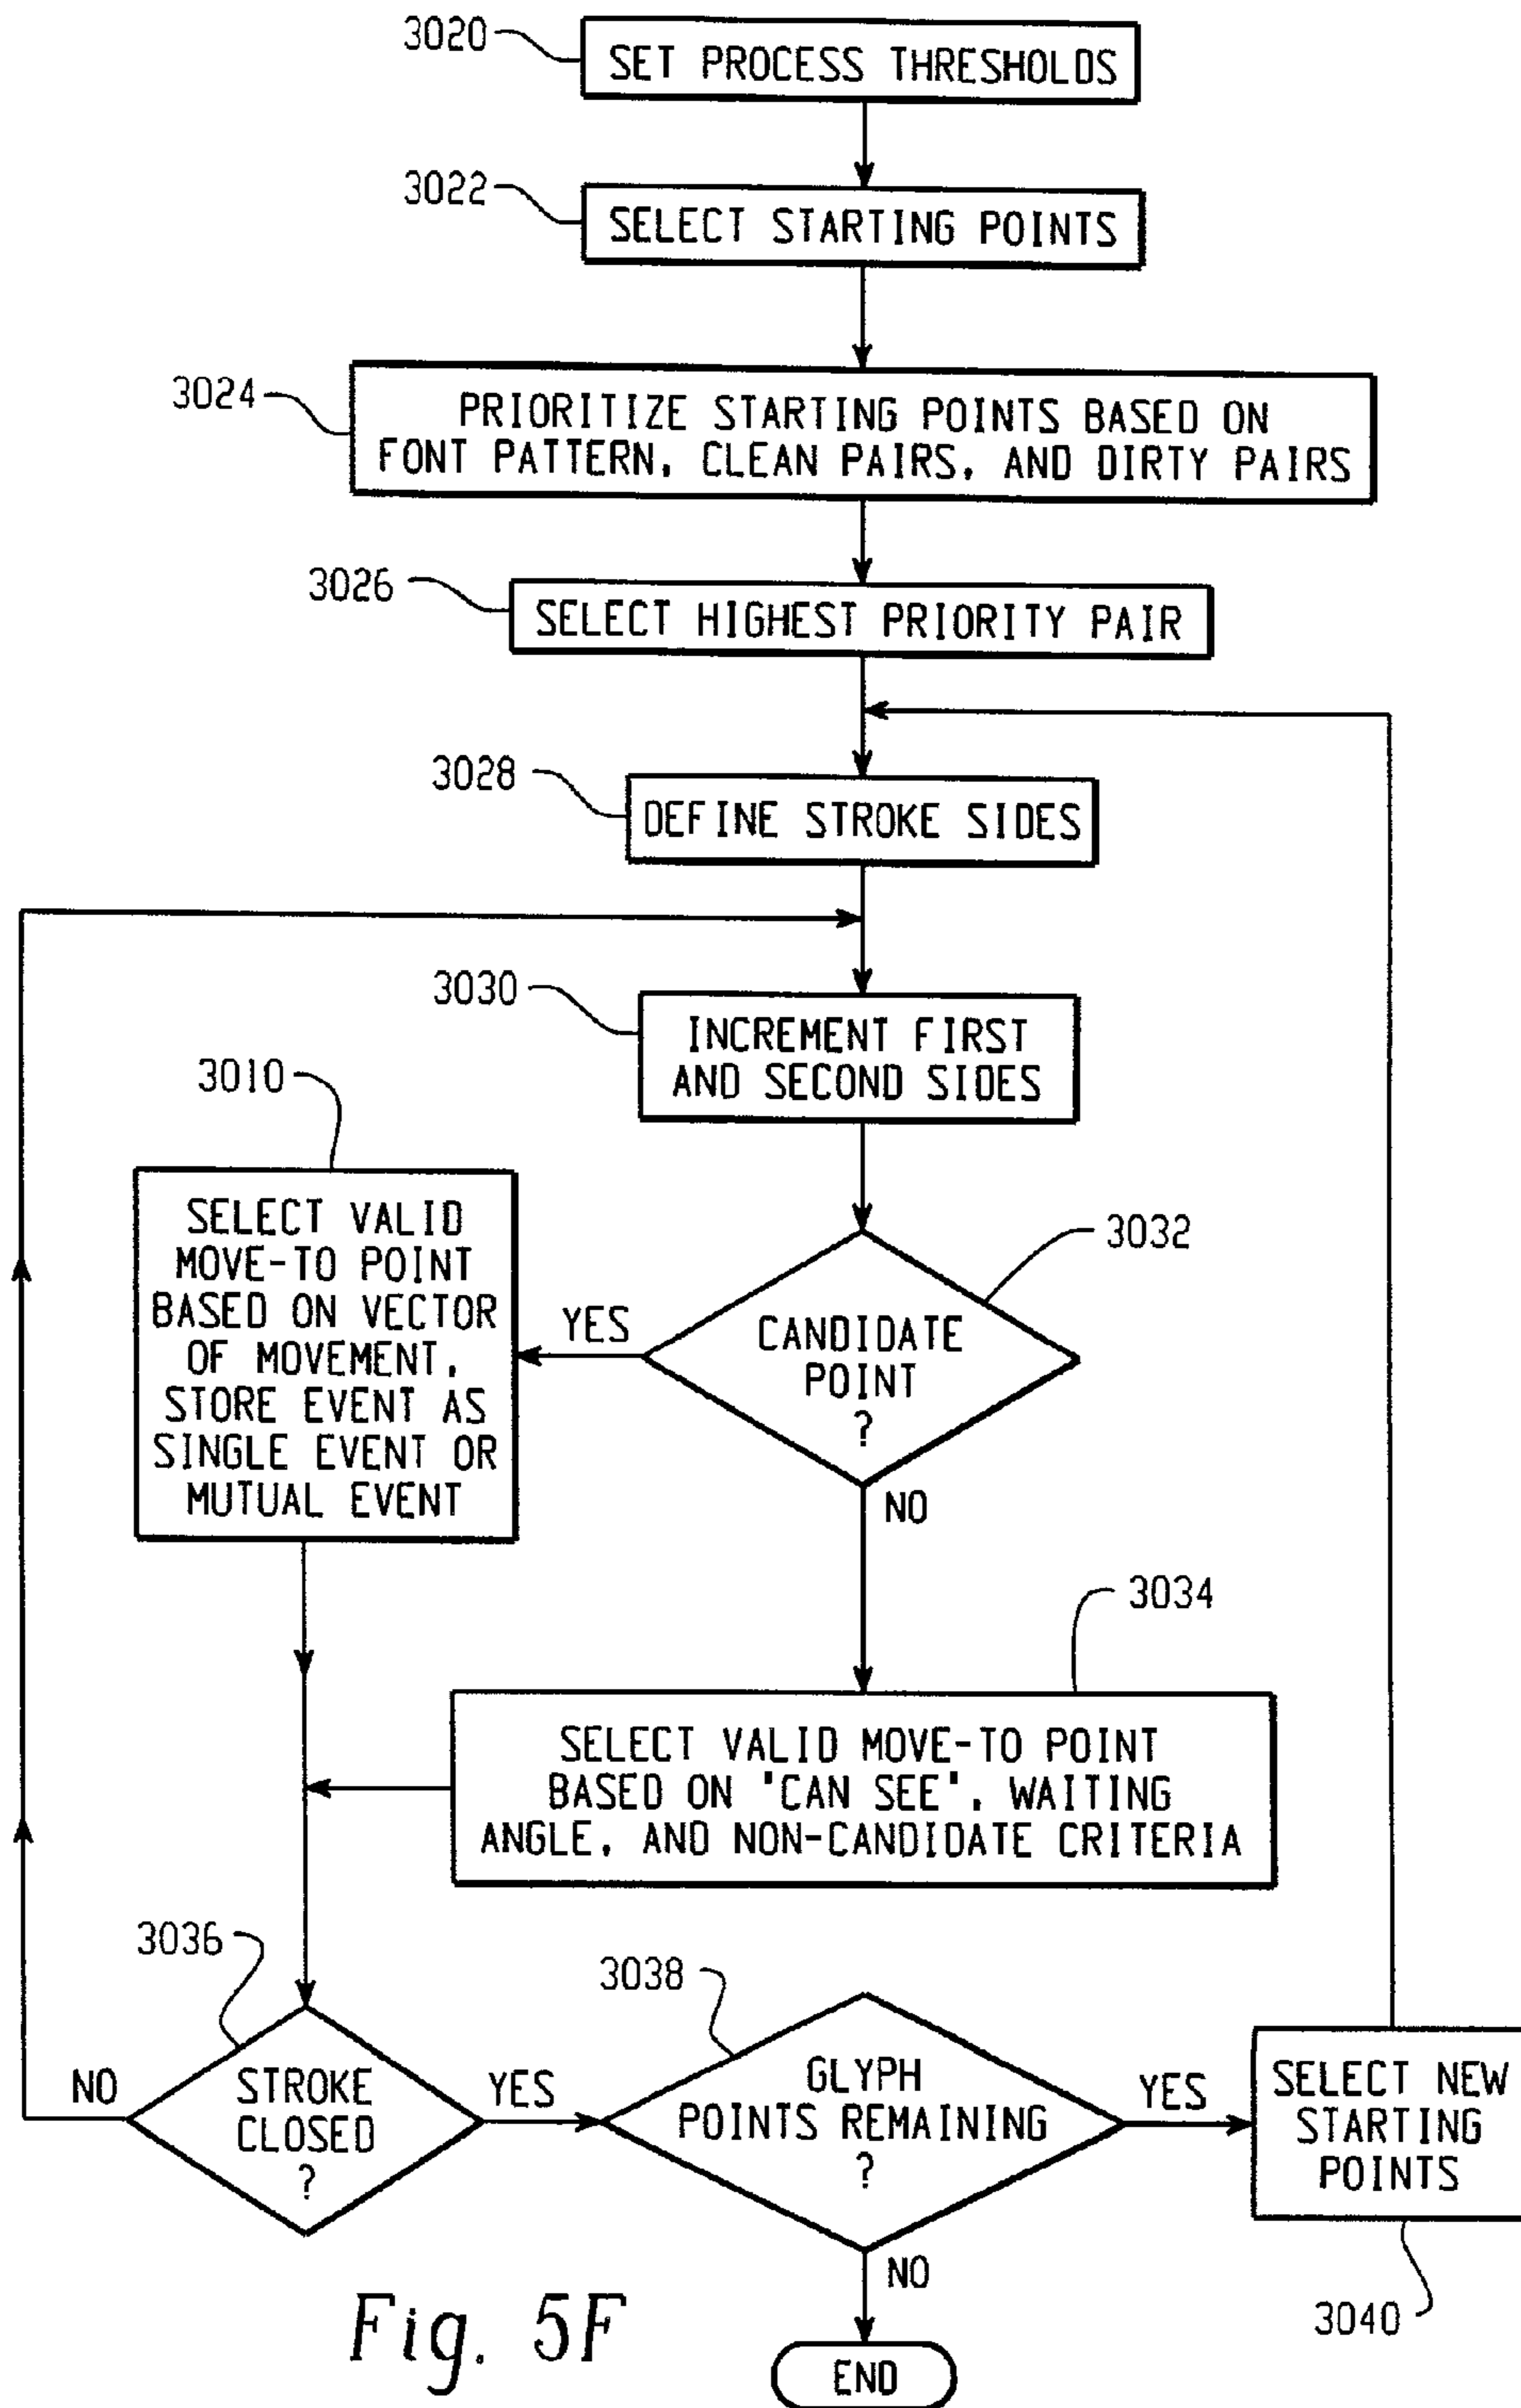 3020
SET PROCESS THRESHOLDS
3022
SELECT STARTING POINTS
3024
PRIORITIZE STARTING POINTS BASED ON
FONT PATTERN, CLEAN PAIRS, AND DIRTY PAIRS
3026
SELECT HIGHEST PRIORITY PAIR
3028
DEFINE STROKE SIDES
3030
INCREMENT FIRST
AND SECOND SIDES
3010
SELECT VALID
MOVE-TO POINT
BASED ON VECTOR
OF MOVEMENT,
STORE EVENT AS
SINGLE EVENT OR
MUTUAL EVENT
3032
YES
CANDIDATE
POINT
?
NO
3034
SELECT VALID MOVE-TO POINT
BASED ON "CAN SEE", WAITING
ANGLE, AND NON-CANDIDATE CRITERIA
3036
NO
STROKE
CLOSED
?
YES
3038
GLYPH
POINTS REMAINING
?
YES
SELECT NEW
STARTING
POINTS
3040
NO
END
Fig. 5F